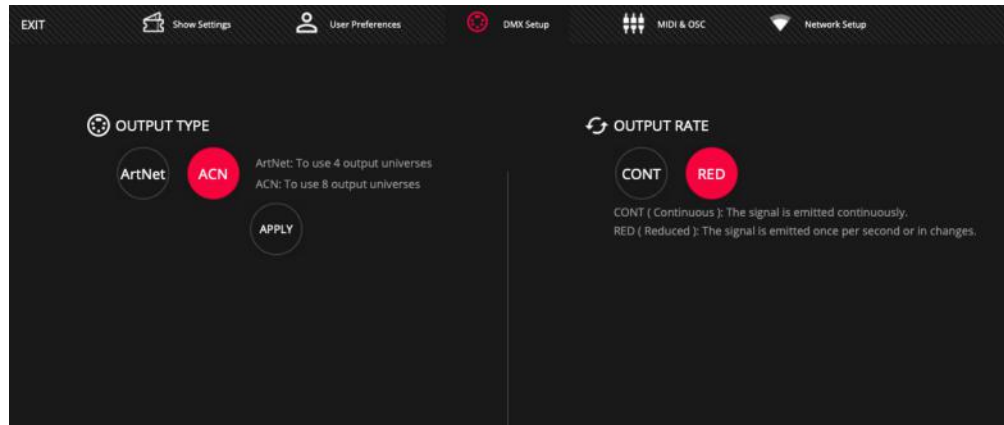 EXIT Show Settings User Preferences DMX Setup MIDI & OSC Network Setup
OUTPUT TYPE
ArtNet ACN
ArtNet: To use 4 output universes
ACN: To use 8 output universes
APPLY
OUTPUT RATE
CONT RED
CONT ( Continuous ): The signal is emitted continuously.
RED ( Reduced ): The signal is emitted once per second or in changes.